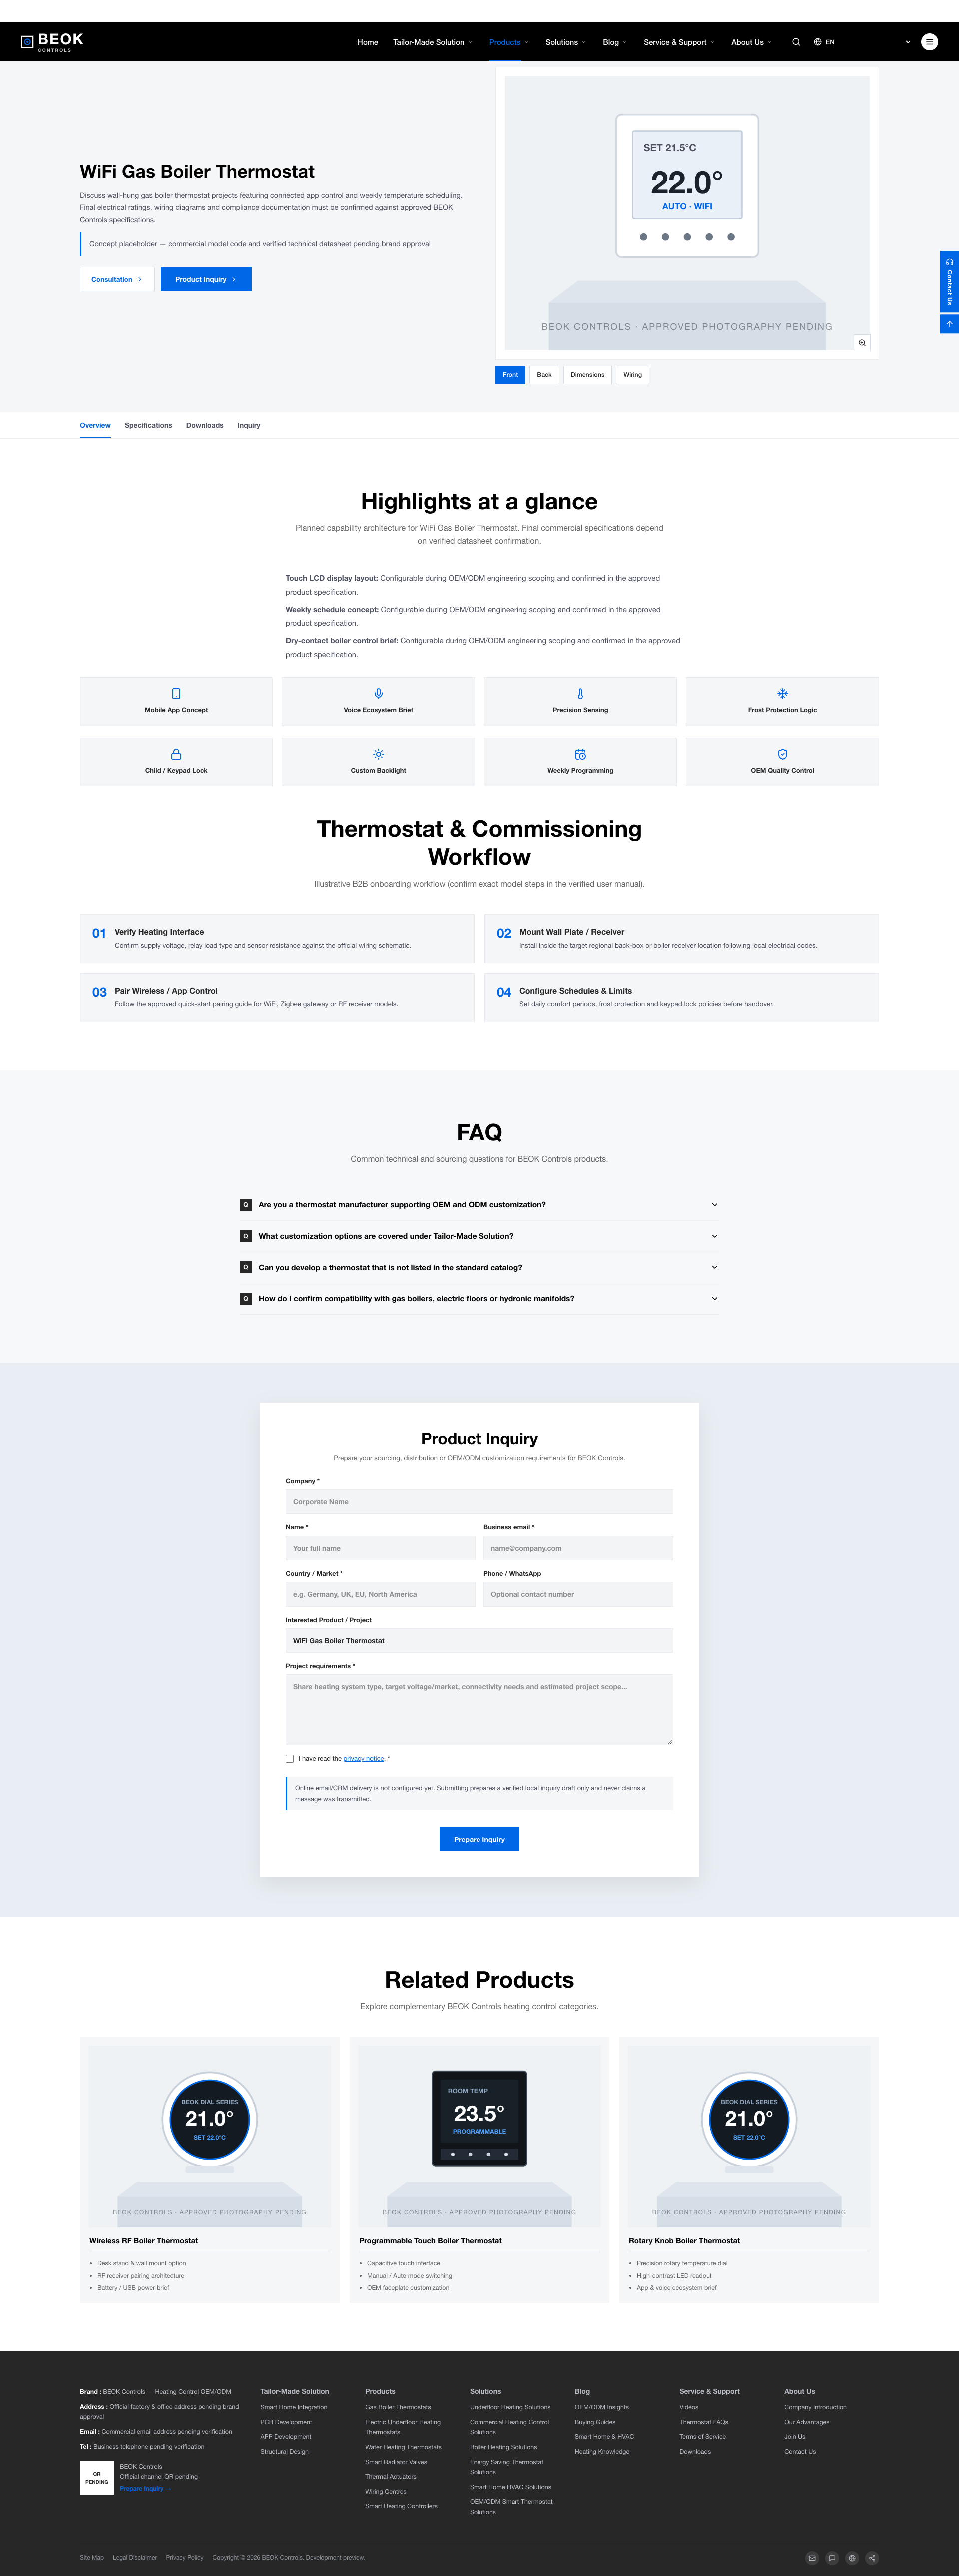 BEOK
CONTROLS
Home
Tailor-Made Solution
Products
Solutions
Blog
Service & Support
About Us
EN
WiFi Gas Boiler Thermostat
Discuss wall-hung gas boiler thermostat projects featuring connected app control and weekly temperature scheduling.
Final electrical ratings, wiring diagrams and compliance documentation must be confirmed against approved BEOK
Controls specifications.
Concept placeholder — commercial model code and verified technical datasheet pending brand approval
Consultation
Product Inquiry
SET 21.5°C
22.0°
AUTO · WIFI
BEOK CONTROLS · APPROVED PHOTOGRAPHY PENDING
Front
Back
Dimensions
Wiring
Contact Us
Overview
Specifications
Downloads
Inquiry
Highlights at a glance
Planned capability architecture for WiFi Gas Boiler Thermostat. Final commercial specifications depend
on verified datasheet confirmation.
Touch LCD display layout: Configurable during OEM/ODM engineering scoping and confirmed in the approved
product specification.
Weekly schedule concept: Configurable during OEM/ODM engineering scoping and confirmed in the approved
product specification.
Dry-contact boiler control brief: Configurable during OEM/ODM engineering scoping and confirmed in the approved
product specification.
Mobile App Concept
Voice Ecosystem Brief
Precision Sensing
Frost Protection Logic
Child / Keypad Lock
Custom Backlight
Weekly Programming
OEM Quality Control
Thermostat & Commissioning
Workflow
Illustrative B2B onboarding workflow (confirm exact model steps in the verified user manual).
01
Verify Heating Interface
Confirm supply voltage, relay load type and sensor resistance against the official wiring schematic.
02
Mount Wall Plate / Receiver
Install inside the target regional back-box or boiler receiver location following local electrical codes.
03
Pair Wireless / App Control
Follow the approved quick-start pairing guide for WiFi, Zigbee gateway or RF receiver models.
04
Configure Schedules & Limits
Set daily comfort periods, frost protection and keypad lock policies before handover.
FAQ
Common technical and sourcing questions for BEOK Controls products.
Q Are you a thermostat manufacturer supporting OEM and ODM customization?
Q What customization options are covered under Tailor-Made Solution?
Q Can you develop a thermostat that is not listed in the standard catalog?
Q How do I confirm compatibility with gas boilers, electric floors or hydronic manifolds?
Product Inquiry
Prepare your sourcing, distribution or OEM/ODM customization requirements for BEOK Controls.
Company *
Corporate Name
Name *
Business email *
Your full name
name@company.com
Country / Market *
Phone / WhatsApp
e.g. Germany, UK, EU, North America
Optional contact number
Interested Product / Project
WiFi Gas Boiler Thermostat
Project requirements *
Share heating system type, target voltage/market, connectivity needs and estimated project scope...
I have read the privacy notice. *
Online email/CRM delivery is not configured yet. Submitting prepares a verified local inquiry draft only and never claims a
message was transmitted.
Prepare Inquiry
Related Products
Explore complementary BEOK Controls heating control categories.
BEOK DIAL SERIES
21.0°
SET 22.0°C
BEOK CONTROLS · APPROVED PHOTOGRAPHY PENDING
Wireless RF Boiler Thermostat
• Desk stand & wall mount option
• RF receiver pairing architecture
• Battery / USB power brief
ROOM TEMP
23.5°
PROGRAMMABLE
BEOK CONTROLS · APPROVED PHOTOGRAPHY PENDING
Programmable Touch Boiler Thermostat
• Capacitive touch interface
• Manual / Auto mode switching
• OEM faceplate customization
BEOK DIAL SERIES
21.0°
SET 22.0°C
BEOK CONTROLS · APPROVED PHOTOGRAPHY PENDING
Rotary Knob Boiler Thermostat
• Precision rotary temperature dial
• High-contrast LED readout
• App & voice ecosystem brief
Brand : BEOK Controls — Heating Control OEM/ODM
Address : Official factory & office address pending brand
approval
Email : Commercial email address pending verification
Tel : Business telephone pending verification
QR
PENDING
BEOK Controls
Official channel QR pending
Prepare Inquiry →
Tailor-Made Solution
Smart Home Integration
PCB Development
APP Development
Structural Design
Products
Gas Boiler Thermostats
Electric Underfloor Heating
Thermostats
Water Heating Thermostats
Smart Radiator Valves
Thermal Actuators
Wiring Centres
Smart Heating Controllers
Solutions
Underfloor Heating Solutions
Commercial Heating Control
Solutions
Boiler Heating Solutions
Energy Saving Thermostat
Solutions
Smart Home HVAC Solutions
OEM/ODM Smart Thermostat
Solutions
Blog
OEM/ODM Insights
Buying Guides
Smart Home & HVAC
Heating Knowledge
Service & Support
Videos
Thermostat FAQs
Terms of Service
Downloads
About Us
Company Introduction
Our Advantages
Join Us
Contact Us
Site Map
Legal Disclaimer
Privacy Policy
Copyright © 2026 BEOK Controls. Development preview.